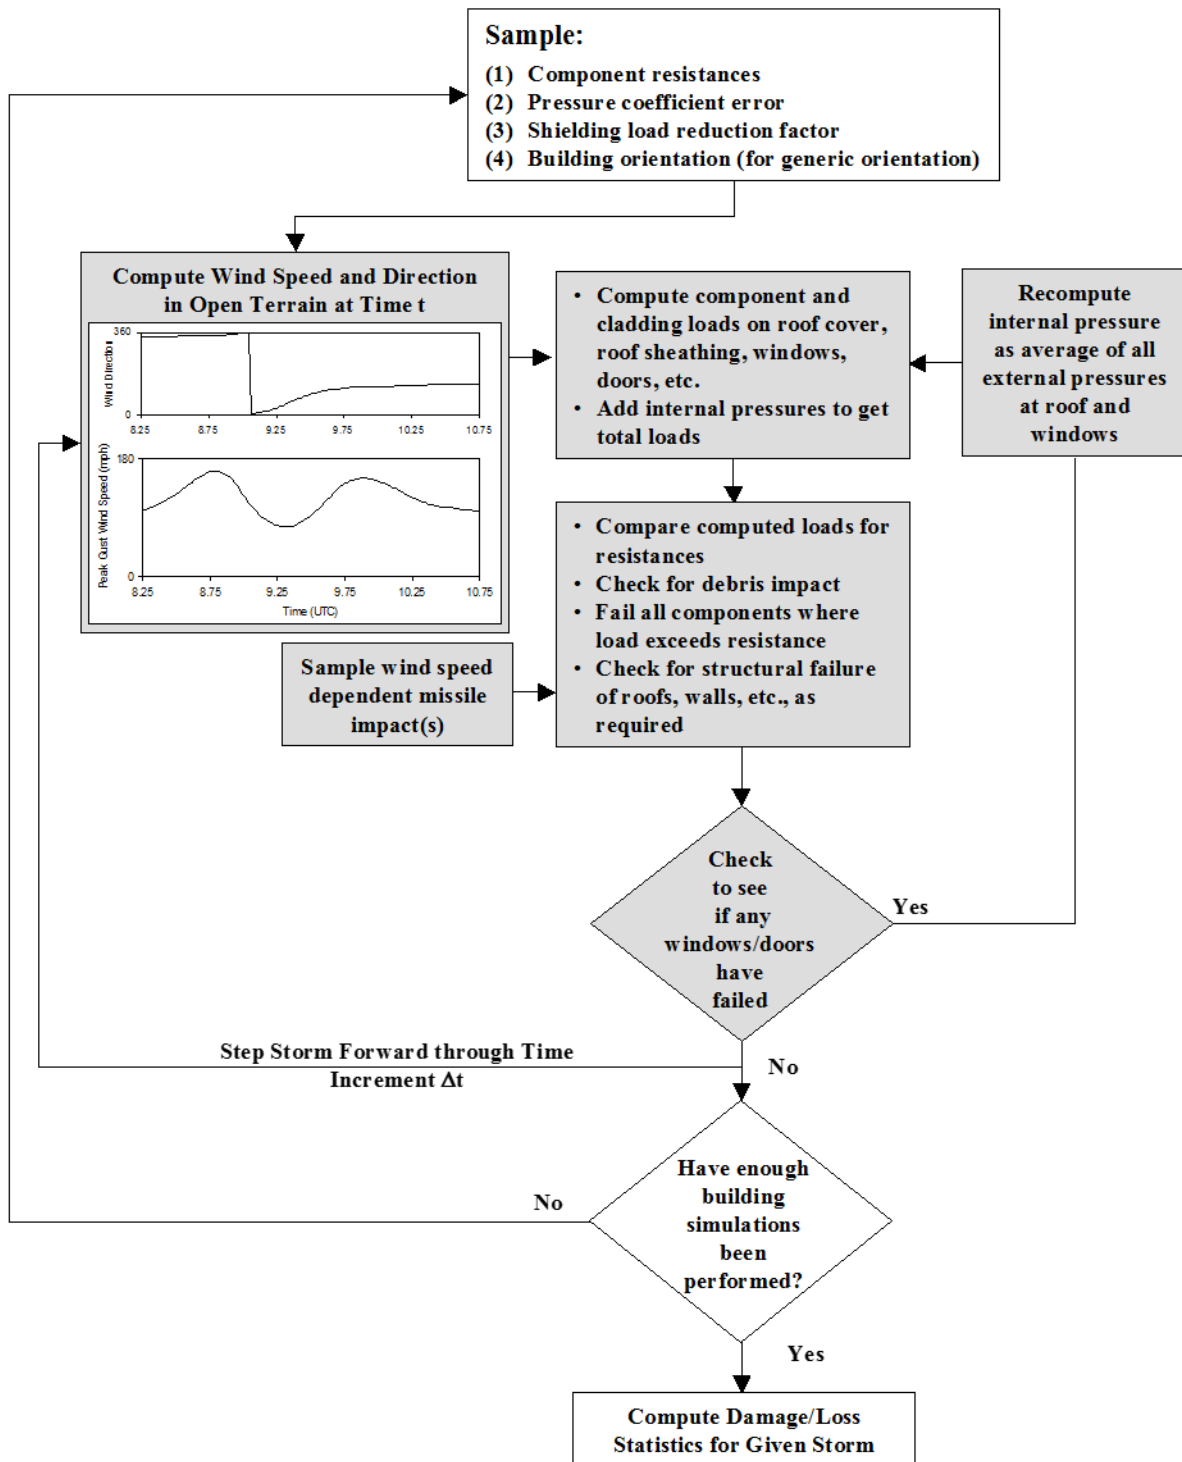 Sample:
(1) Component resistances
(2) Pressure coefficient error
(3) Shielding load reduction factor
(4) Building orientation (for generic orientation)
Compute Wind Speed and Direction
in Open Terrain at Time t
Wind Direction
360
0
8.25 8.75 9.25 9.75 10.25 10.75
Peak Gust Wind Speed (mph)
180
0
8.25 8.75 9.25 9.75 10.25 10.75
Time (UTC)
• Compute component and
cladding loads on roof cover,
roof sheathing, windows,
doors, etc.
• Add internal pressures to get
total loads
Recompute
internal pressure
as average of all
external pressures
at roof and
windows
• Compare computed loads for
resistances
• Check for debris impact
• Fail all components where
load exceeds resistance
• Check for structural failure
of roofs, walls, etc., as
required
Sample wind speed
dependent missile
impact(s)
Check
to see
if any
windows/doors
have
failed
Yes
Step Storm Forward through Time
Increment Δt
No
Have enough
building
simulations
been
performed?
No
Yes
Compute Damage/Loss
Statistics for Given Storm